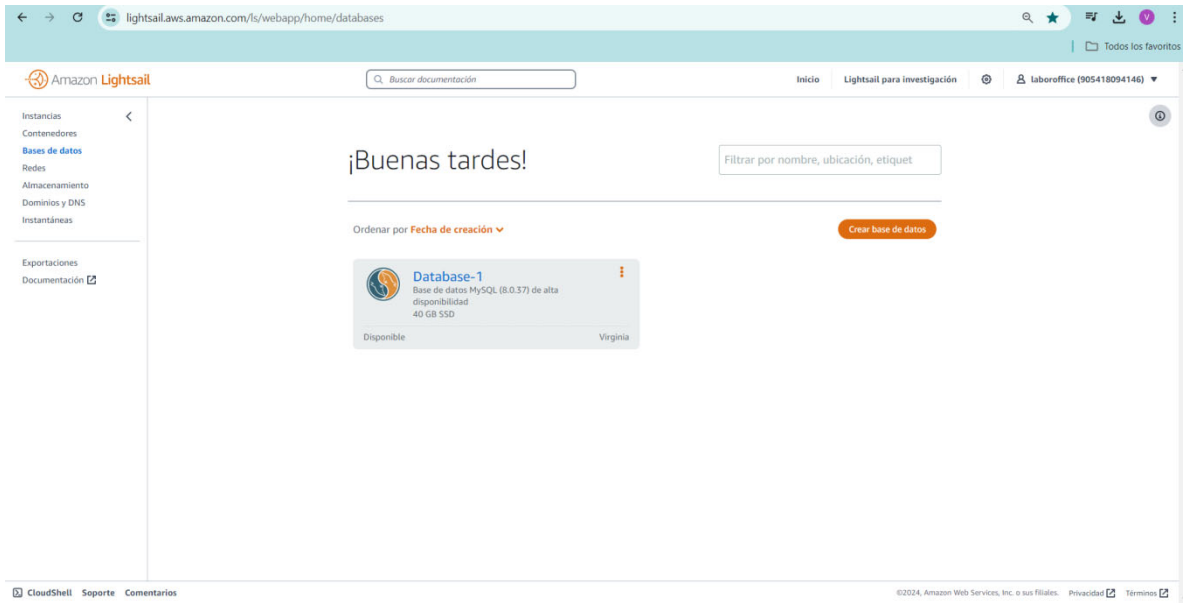 lightsail.aws.amazon.com/ls/webapp/home/databases
V
Todos los favoritos
Amazon Lightsail
Buscar documentación
Inicio
Lightsail para investigación
laboroffice (905418094146)
Instancias
Contenedores
Bases de datos
Redes
Almacenamiento
Dominios y DNS
Instantáneas
Exportaciones
Documentación
¡Buenas tardes!
Filtrar por nombre, ubicación, etiquet
Ordenar por Fecha de creación
Crear base de datos
Database-1
Base de datos MySQL (8.0.37) de alta
disponibilidad
40 GB SSD
Disponible
Virginia
CloudShell Soporte Comentarios
©2024, Amazon Web Services, Inc. o sus filiales. Privacidad Términos